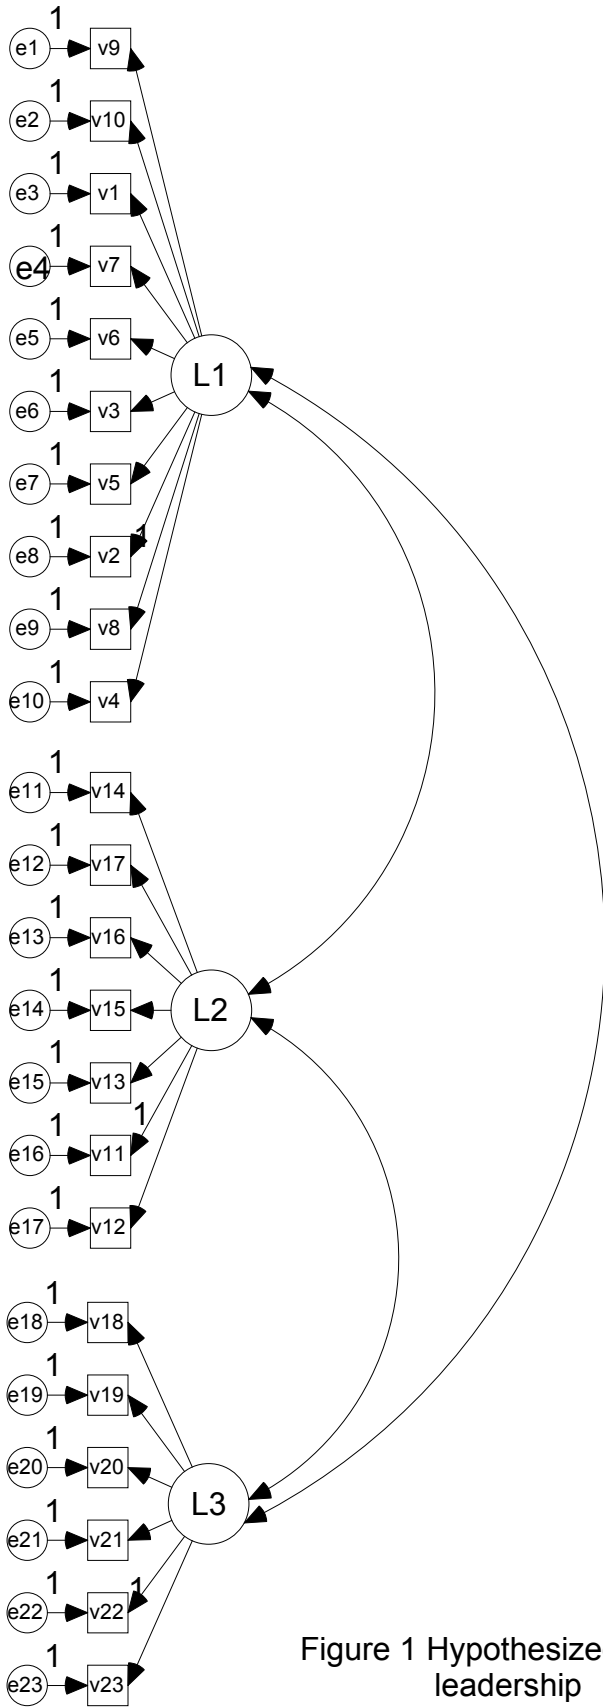 1
e1 v9
1
e2 v10
1
e3 v1
1
e4 v7
1
e5 v6
L1
1
e6 v3
1
e7 v5
1
e8 v2 1
1
e9 v8
1
e10 v4
1
e11 v14
1
e12 v17
1
e13 v16
1
e14 v15 L2
1
e15 v13
1 1
e16 v11
1
e17 v12
1
e18 v18
1
e19 v19
1
e20 v20
L3
1
e21 v21
1 1
e22 v22
1
e23 v23
Figure 1 Hypothesize
leadership